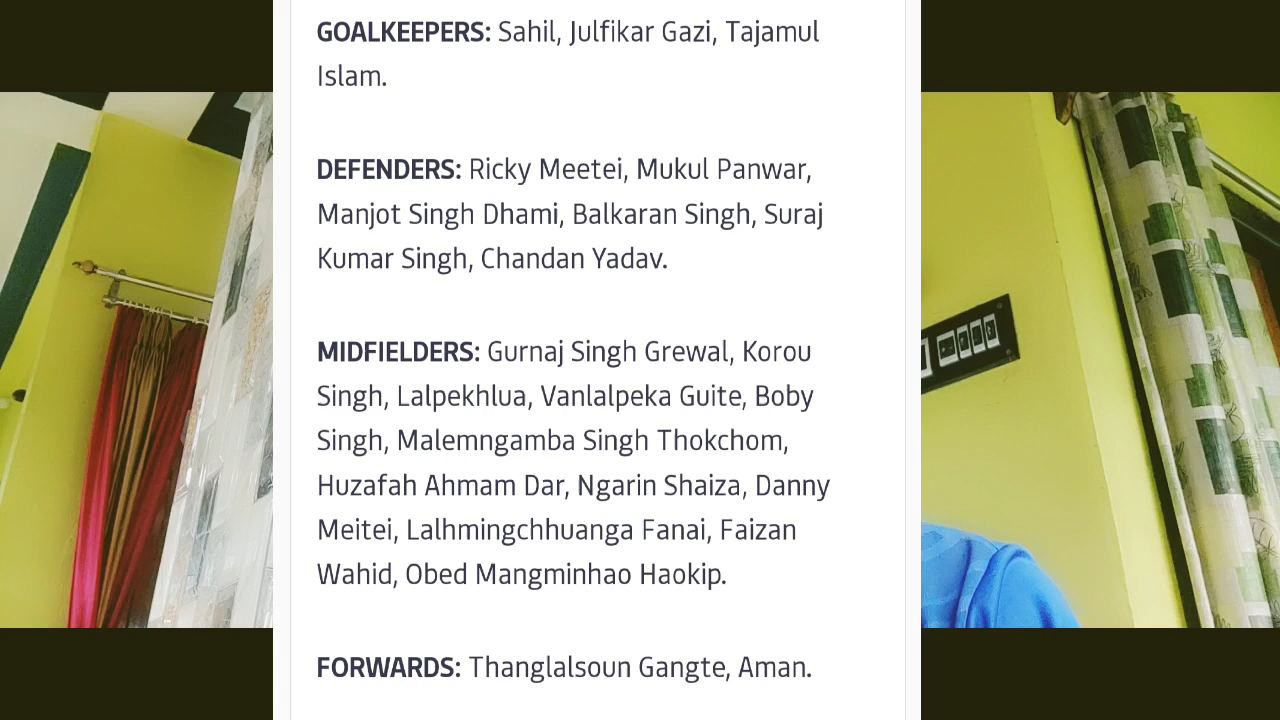 GOALKEEPERS: Sahil, Julfikar Gazi, Tajamul
Islam.
DEFENDERS: Ricky Meetei, Mukul Panwar,
Manjot Singh Dhami, Balkaran Singh, Suraj
Kumar Singh, Chandan Yadav.
MIDFIELDERS: Gurnaj Singh Grewal, Korou
Singh, Lalpekhlua, Vanlalpeka Guite, Boby
Singh, Malemngamba Singh Thokchom,
Huzafah Ahmam Dar, Ngarin Shaiza, Danny
Meitei, Lalhmingchhuanga Fanai, Faizan
Wahid, Obed Mangminhao Haokip.
FORWARDS: Thanglalsoun Gangte, Aman.